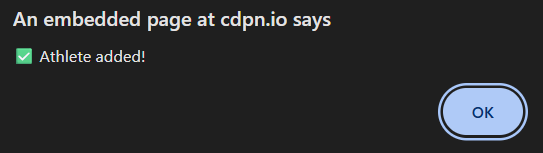 An embedded page at cdpn.io says
✅ Athlete added!
OK